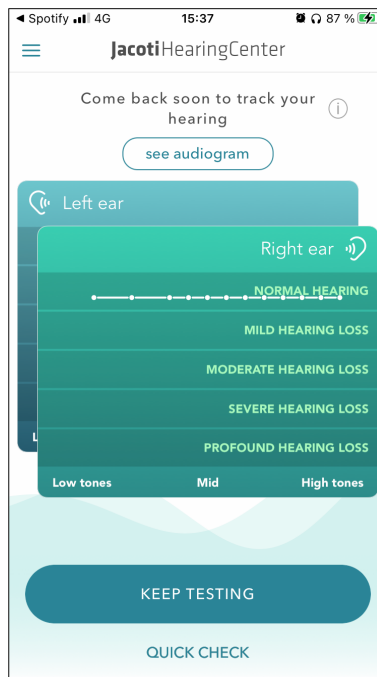 ◀ Spotify 4G 15:37 87 %
JacotiHearingCenter
Come back soon to track your
hearing
see audiogram
Left ear
Right ear
NORMAL HEARING
MILD HEARING LOSS
MODERATE HEARING LOSS
SEVERE HEARING LOSS
PROFOUND HEARING LOSS
L
Low tones Mid High tones
KEEP TESTING
QUICK CHECK